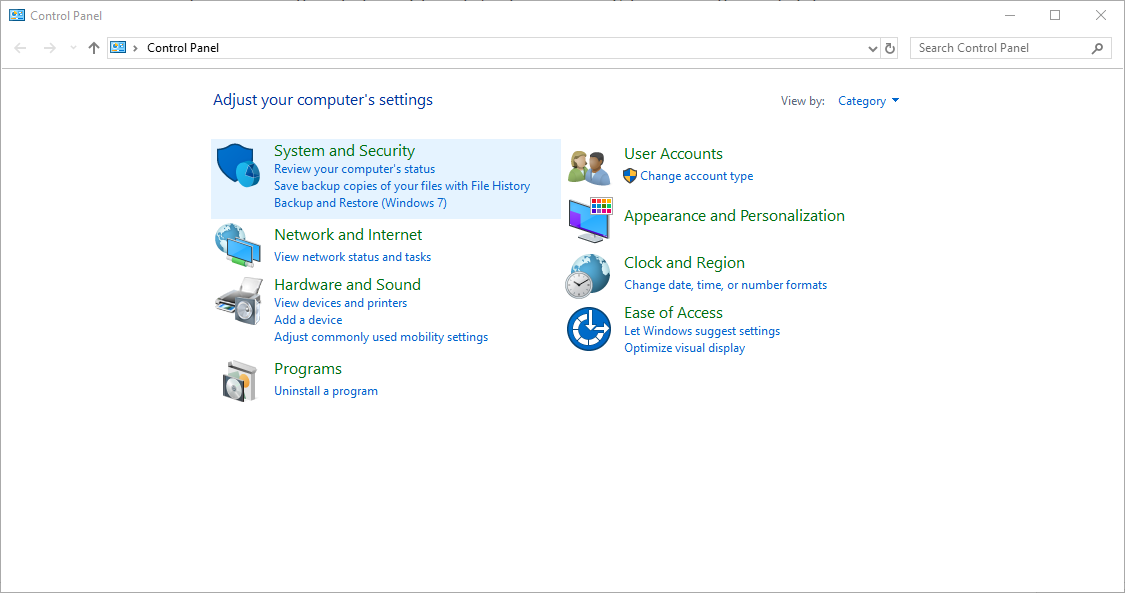 Control Panel
Control Panel
Search Control Panel
Adjust your computer's settings
View by: Category
System and Security
Review your computer's status
Save backup copies of your files with File History
Backup and Restore (Windows 7)
Network and Internet
View network status and tasks
Hardware and Sound
View devices and printers
Add a device
Adjust commonly used mobility settings
Programs
Uninstall a program
User Accounts
Change account type
Appearance and Personalization
Clock and Region
Change date, time, or number formats
Ease of Access
Let Windows suggest settings
Optimize visual display